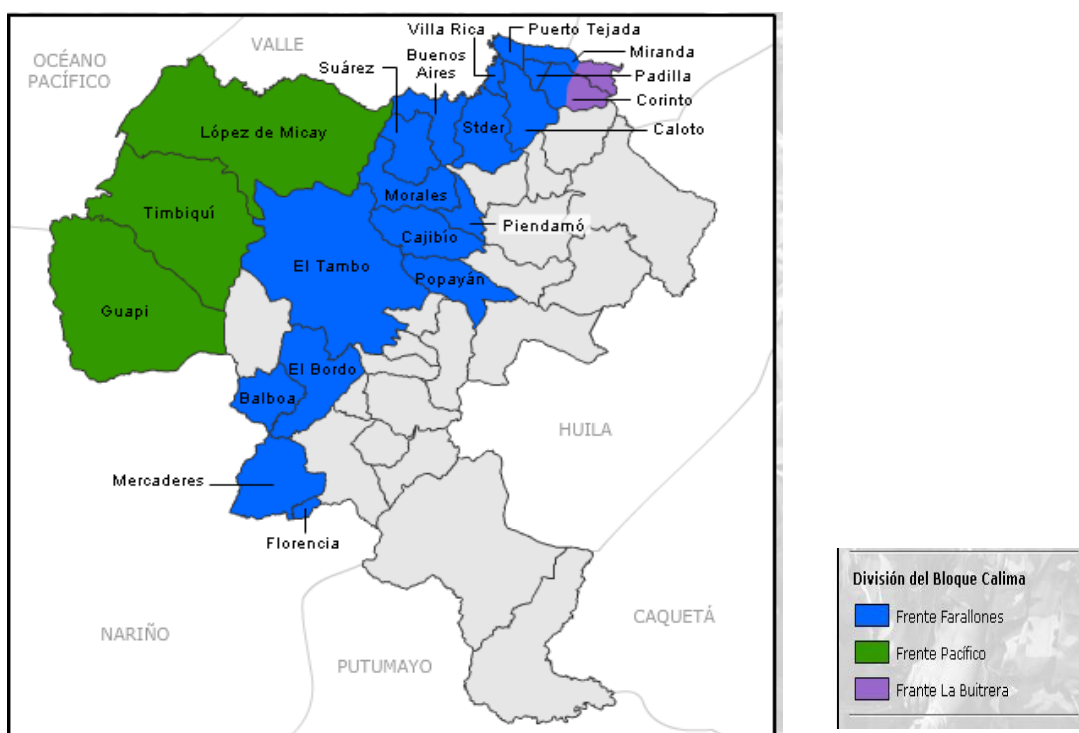 OCÉANO
PACÍFICO
VALLE
Villa Rica
Puerto Tejada
Buenos
Aires
Suárez
Miranda
Padilla
Corinto
López de Micay
Stder
Caloto
Timbiquí
Morales
Piendamó
Cajibío
El Tambo
Popayán
Guapi
El Bordo
Balboa
HUILA
Mercaderes
Florencia
NARIÑO
CAQUETÁ
PUTUMAYO
División del Bloque Calima
Frente Farallones
Frente Pacífico
Frante La Buitrera